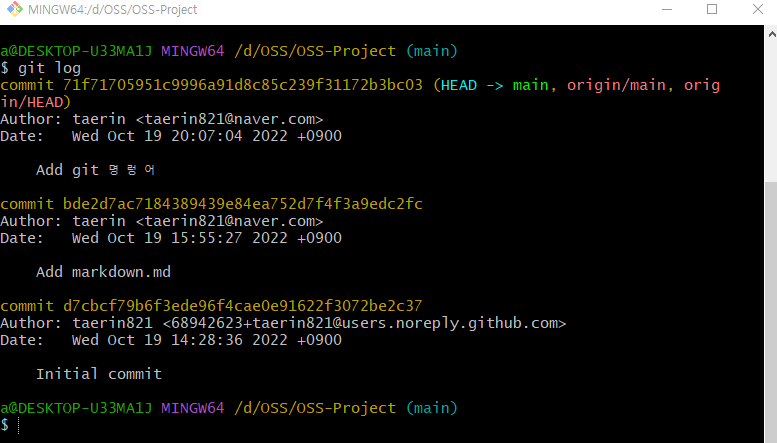 MINGW64:/d/OSS/OSS-Project
a@DESKTOP-U33MA1J MINGW64 /d/OSS/OSS-Project (main)
$ git log
commit 71f71705951c9996a91d8c85c239f31172b3bc03 (HEAD -> main, origin/main, orig
in/HEAD)
Author: taerin <taerin821@naver.com>
Date:   Wed Oct 19 20:07:04 2022 +0900
    Add git 명령어
commit bde2d7ac7184389439e84ea752d7f4f3a9edc2fc
Author: taerin <taerin821@naver.com>
Date:   Wed Oct 19 15:55:27 2022 +0900
    Add markdown.md
commit d7cbcf79b6f3ede96f4cae0e91622f3072be2c37
Author: taerin821 <68942623+taerin821@users.noreply.github.com>
Date:   Wed Oct 19 14:28:36 2022 +0900
    Initial commit
a@DESKTOP-U33MA1J MINGW64 /d/OSS/OSS-Project (main)
$